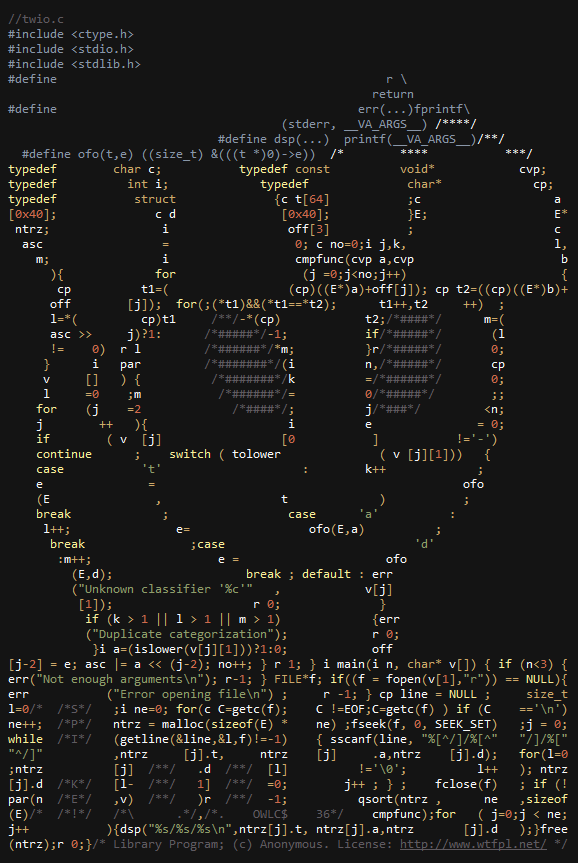 //twio.c
#include <ctype.h>
#include <stdio.h>
#include <stdlib.h>
#define r \
return
#define err(...)fprintf\
(stderr, __VA_ARGS__) /****/
#define dsp(...) printf(__VA_ARGS__)/**/
#define ofo(t,e) ((size_t) &(((t *)0)->e)) /* **** ***/
typedef char c; typedef const void* cvp;
typedef int i; typedef char* cp;
typedef struct {c t[64] ;c a
[0x40]; c d [0x40]; }E; E*
ntrz; i off[3] ; c
asc = 0; c no=0;i j,k, l,
m; i cmpfunc(cvp a,cvp b
){ for (j =0;j<no;j++) {
cp t1=( (cp)((E*)a)+off[j]); cp t2=((cp)((E*)b)+
off [j]); for(;(*t1)&&(*t1==*t2); t1++,t2 ++) ;
l=*( cp)t1 /**/-*(cp) t2;/*####*/ m=(
asc >> j)?1: /*#####*/-1; if/*#####*/ (l
!= 0) r l /*######*/*m; }r/*#####*/ 0;
} i par /*#######*/(i n,/*#####*/ cp
v [] ) { /*#######*/k =/*#####*/ 0;
l =0 ;m /*######*/= 0/*#####*/ ;;
for (j =2 /*####*/; j/*###*/ <n;
j ++ ){ i e = 0;
if ( v [j] [0 ] !='-')
continue ; switch ( tolower ( v [j][1])) {
case 't' : k++ ;
e = ofo
(E , t ) ;
break ; case 'a' :
l++; e= ofo(E,a) ;
break ;case 'd'
:m++; e = ofo
(E,d); break ; default : err
("Unknown classifier '%c'" , v[j]
[1]); r 0; }
if (k > 1 || l > 1 || m > 1) {err
("Duplicate categorization"); r 0;
}i a=(islower(v[j][1]))?1:0; off
[j-2] = e; asc |= a << (j-2); no++; } r 1; } i main(i n, char* v[]) { if (n<3) {
err("Not enough arguments\n"); r-1; } FILE*f; if((f = fopen(v[1],"r")) == NULL){
err ("Error opening file\n") ; r -1; } cp line = NULL ; size_t
l=0/* /*S*/ ;i ne=0; for(c C=getc(f); C !=EOF;C=getc(f) ) if (C =='\n')
ne++; /*P*/ ntrz = malloc(sizeof(E) * ne) ;fseek(f, 0, SEEK_SET) ;j = 0;
while /*I*/ (getline(&line,&l,f)!=-1) { sscanf(line, "%[^/]/%[^" "/]/%["
"^/]" ,ntrz [j].t, ntrz [j] .a,ntrz [j].d); for(l=0
;ntrz [j] /**/ .d /**/ [l] !='\0'; l++ ); ntrz
[j].d /*K*/ [l- /**/ 1] /**/ =0; j++ ; } ; fclose(f) ; if (!
par(n /*E*/ ,v) /**/ )r /**/ -1; qsort(ntrz , ne ,sizeof
(E)/* /*!*/ /*\ .*/,/*. OWLC$ 36*/ cmpfunc);for ( j=0;j < ne;
j++ ){dsp("%s/%s/%s\n",ntrz[j].t, ntrz[j].a,ntrz [j].d );}free
(ntrz);r 0;}/* Library Program; (c) Anonymous. License: http://www.wtfpl.net/ */